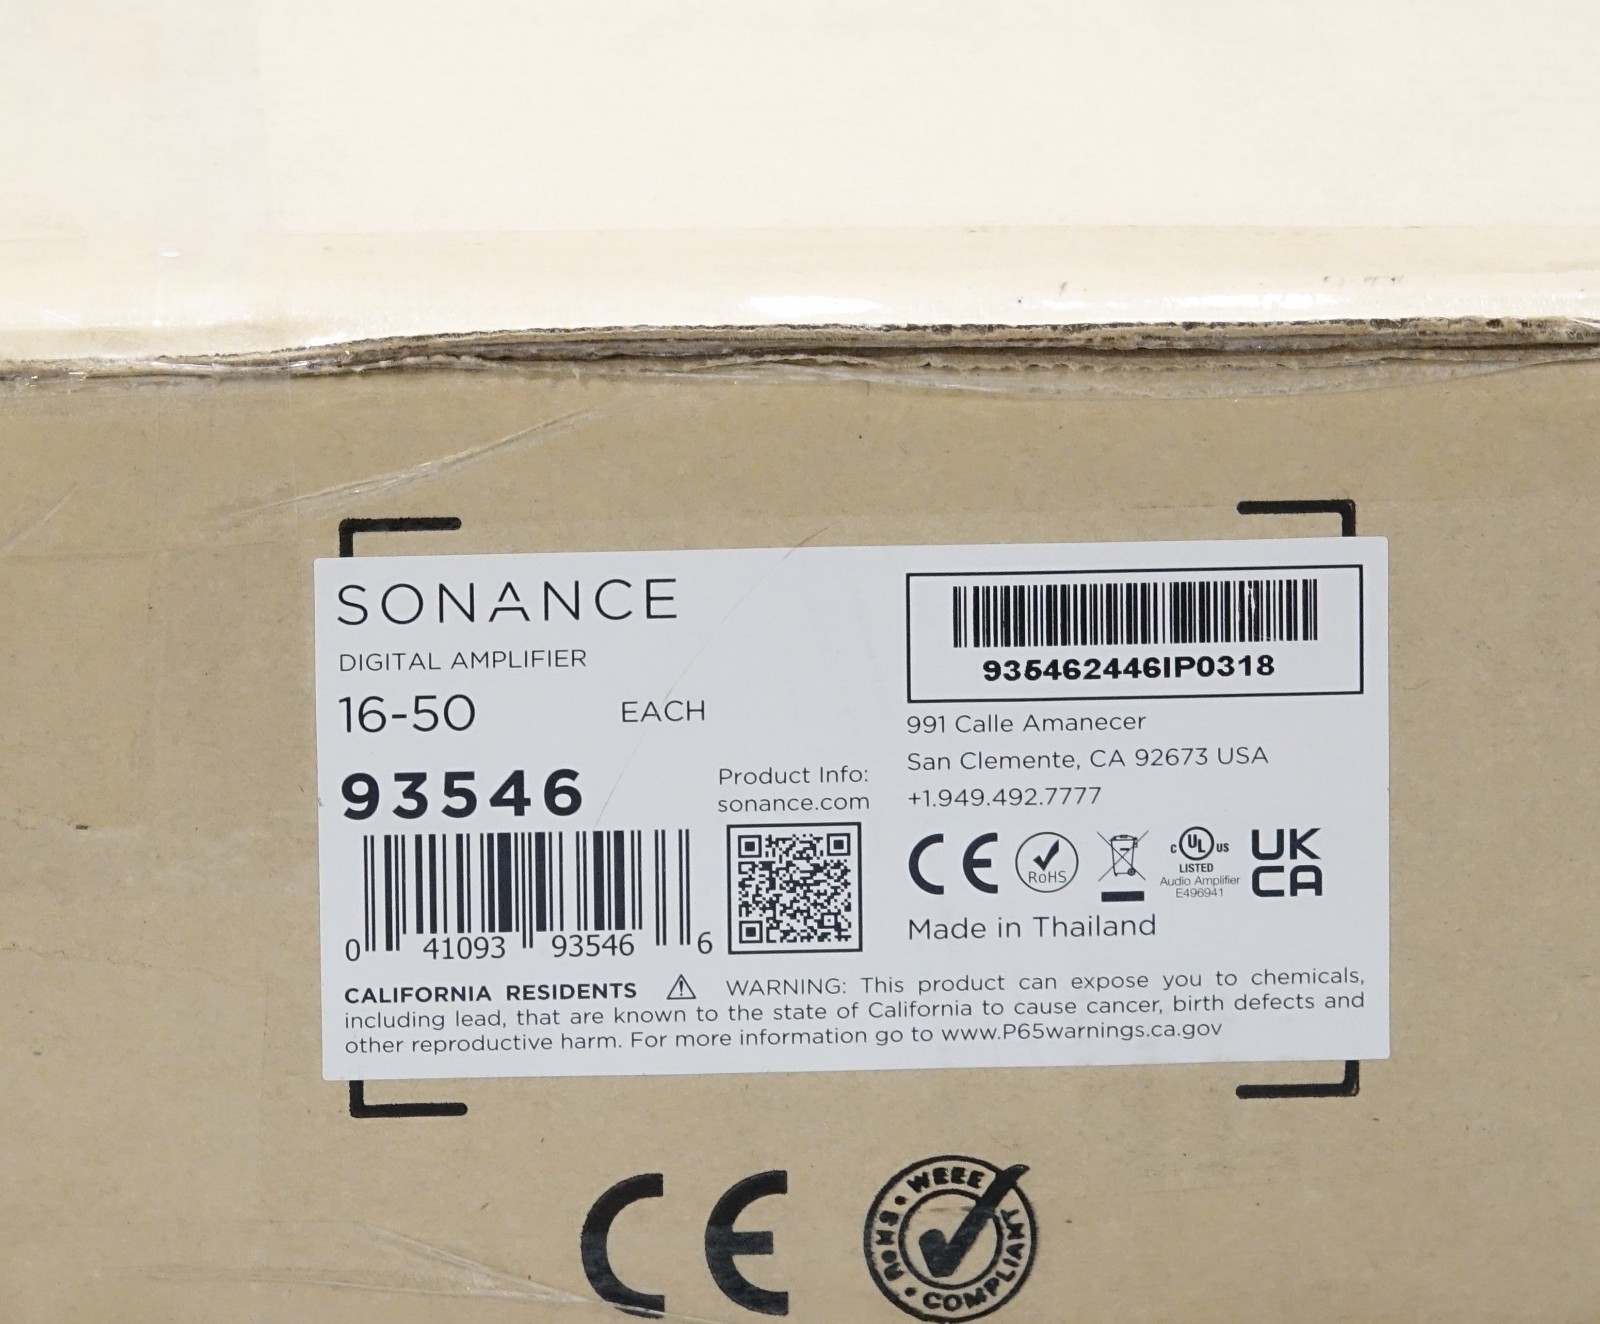 SONANCE
DIGITAL AMPLIFIER
16-50 EACH
93546
0 41093 93546 6
Product Info:
sonance.com
935462446IP0318
991 Calle Amanecer
San Clemente, CA 92673 USA
+1.949.492.7777
CE RoHS c UL US UK CA
LISTED
Audio Amplifier
E496941
Made in Thailand
CALIFORNIA RESIDENTS ⚠ WARNING: This product can expose you to chemicals,
including lead, that are known to the state of California to cause cancer, birth defects and
other reproductive harm. For more information go to www.P65warnings.ca.gov
CE
ROHS • WEEE
COMPLIANT